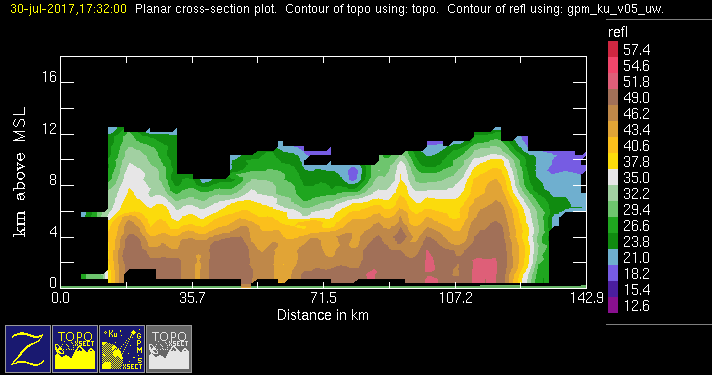 30-jul-2017,17:32:00 Planar cross-section plot. Contour of topo using: topo. Contour of refl using: gpm_ku_v05_uw.
refl
57.4
54.6
51.8
49.0
46.2
43.4
40.6
37.8
35.0
32.2
29.4
26.6
23.8
21.0
18.2
15.4
12.6
km above MSL
16
12
8
4
0
0.0 35.7 71.5 107.2 142.9
Distance in km
Z
TOPO
XSECT
"Ku"
GPM'S
XSECT
TOPO
XSECT